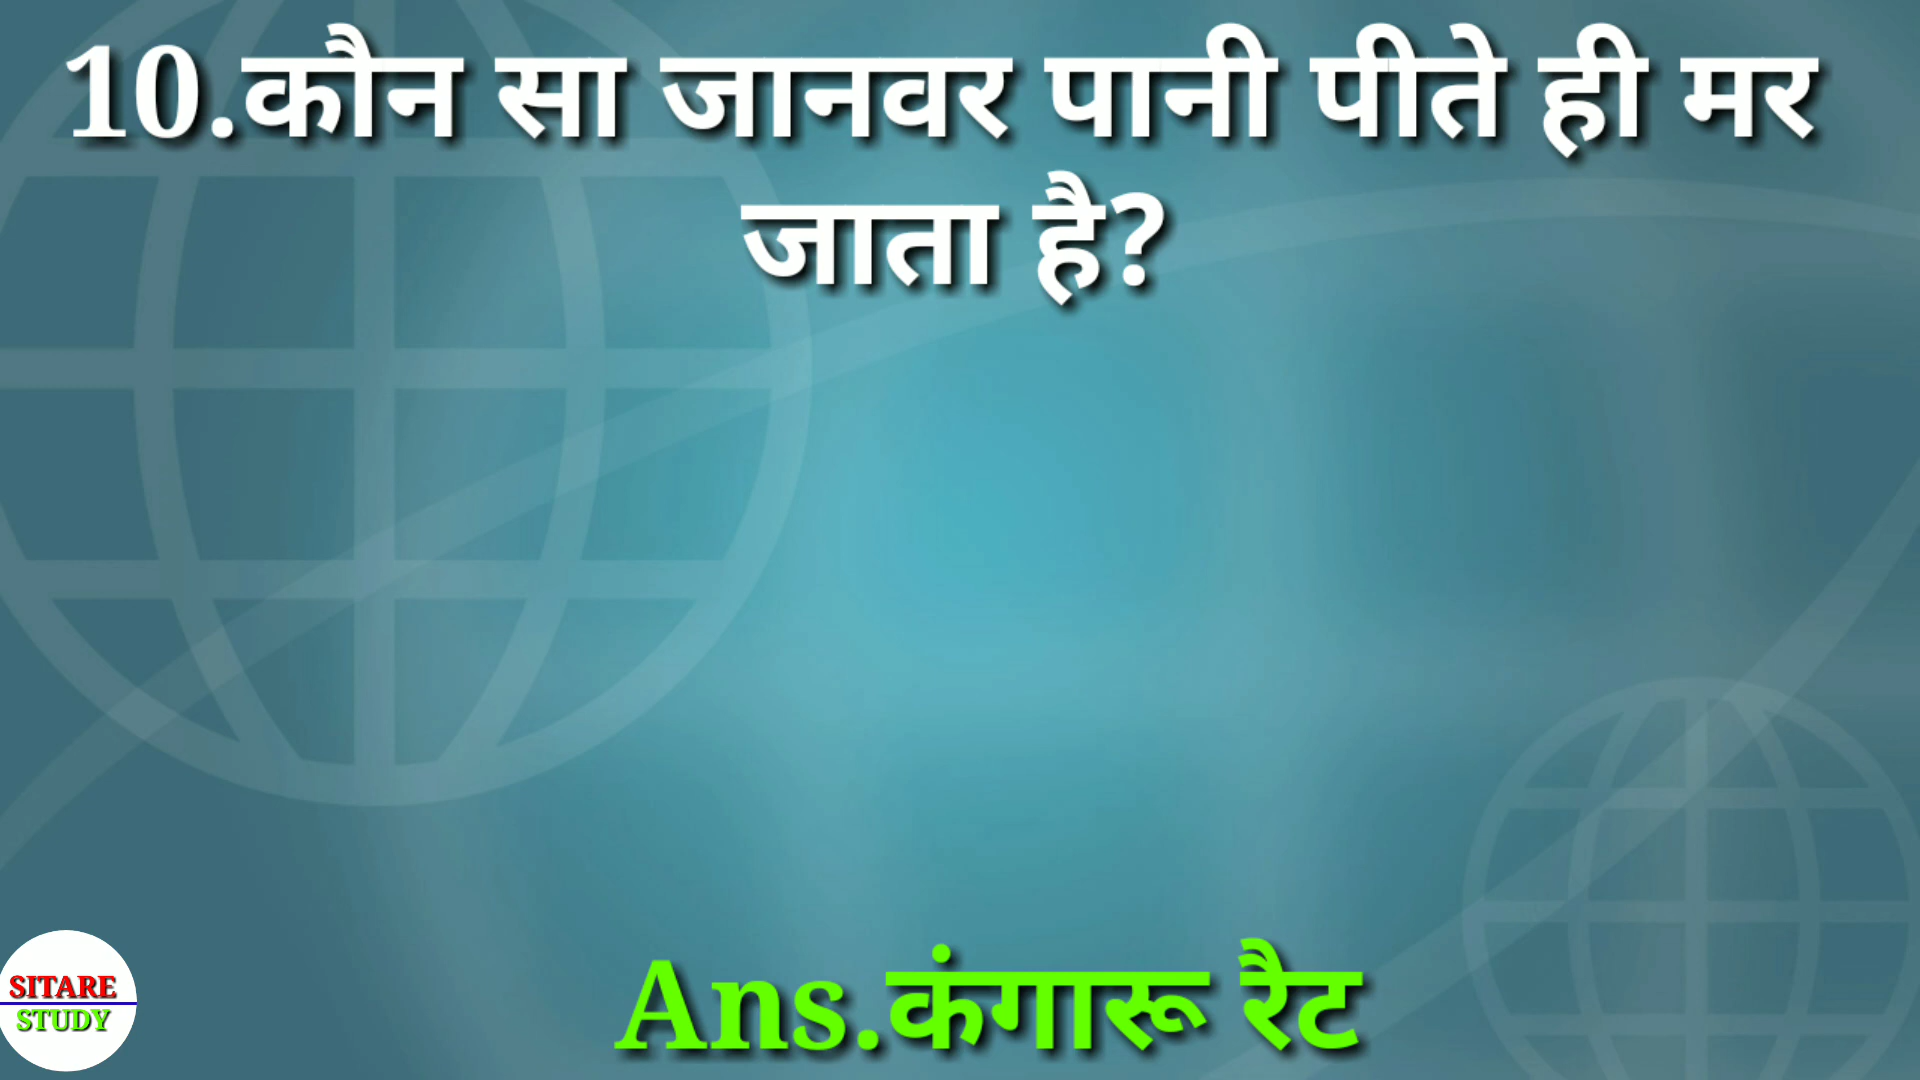 10.कौन सा जानवर पानी पीते ही मर
जाता है?
Ans.कंगारू रैट
SITARE
STUDY